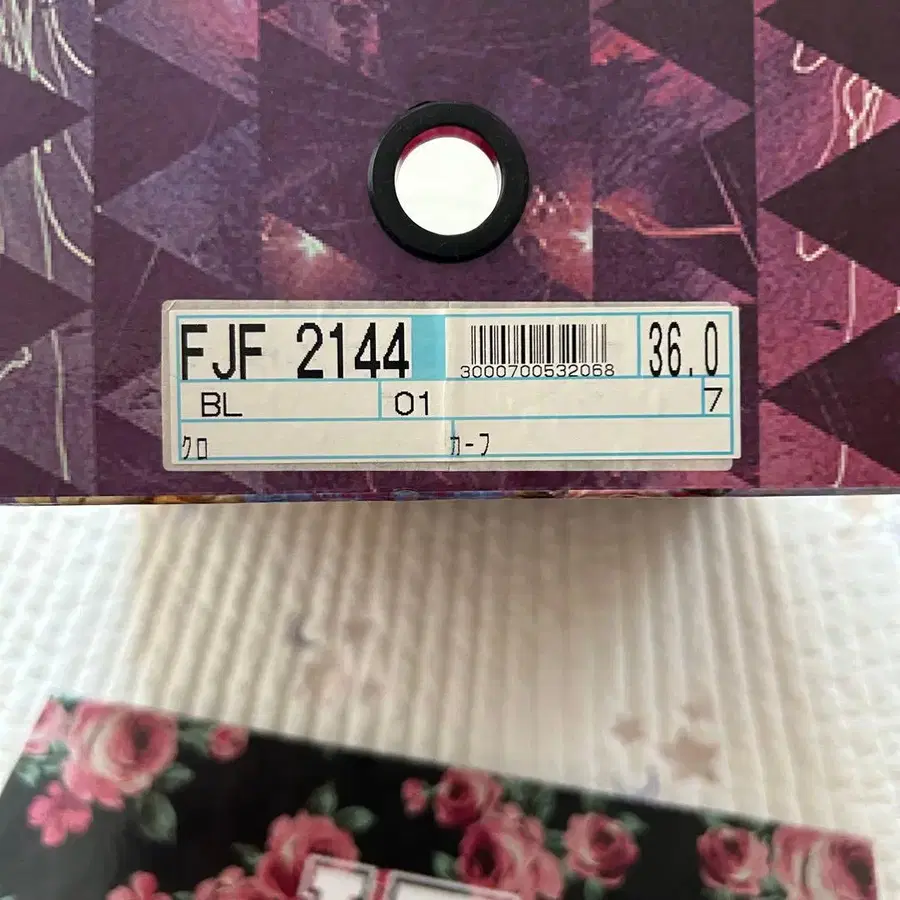 FJF 2144 36.0
3000700532068
BL 01 7
ｸﾛ ｶｰﾌ